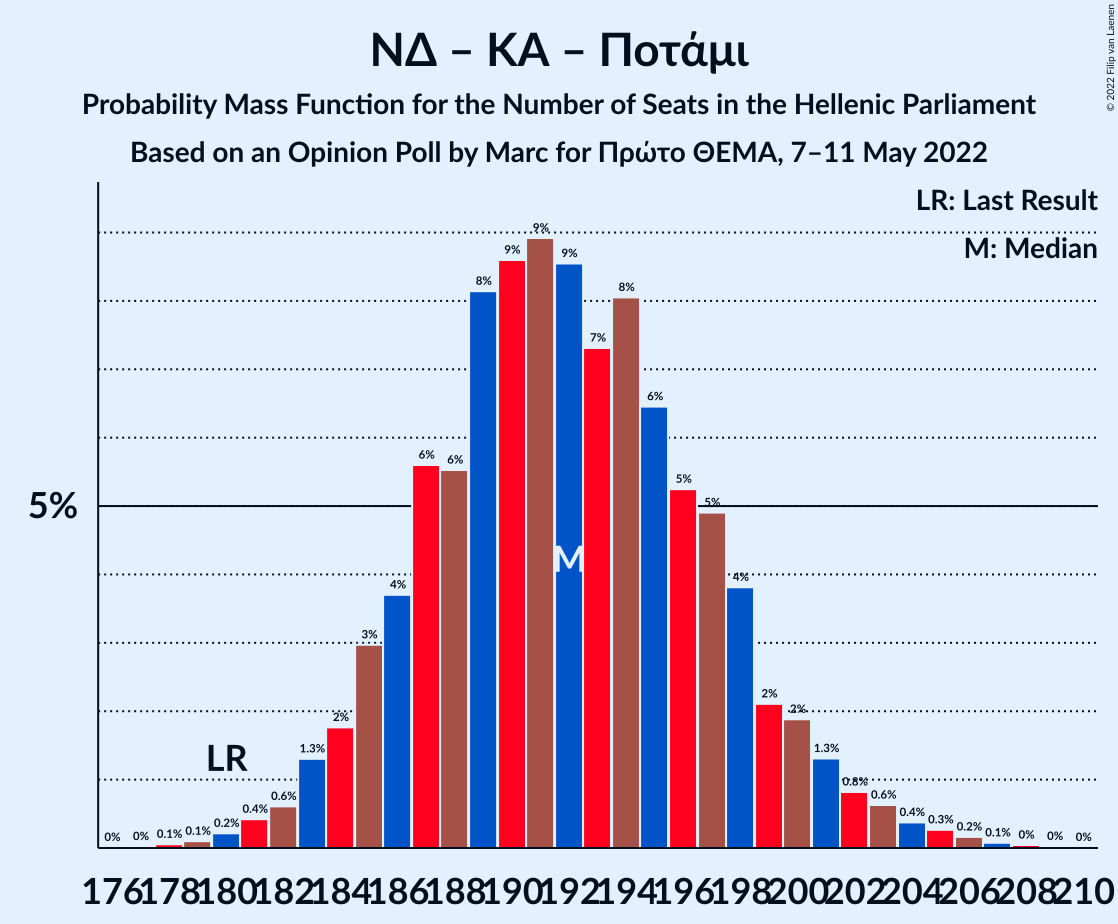 ΝΔ – ΚΑ – Ποτάμι
Probability Mass Function for the Number of Seats in the Hellenic Parliament
Based on an Opinion Poll by Marc for Πρώτο ΘΕΜΑ, 7–11 May 2022
© 2022 Filip van Laenen
LR: Last Result
M: Median
5%
LR
M
0% 0% 0.1% 0.1% 0.2% 0.4% 0.6% 1.3% 2% 3% 4% 6% 6% 8% 9% 9% 9% 7% 8% 6% 5% 5% 4% 2% 2% 1.3% 0.8% 0.6% 0.4% 0.3% 0.2% 0.1% 0% 0% 0%
176 178 180 182 184 186 188 190 192 194 196 198 200 202 204 206 208 210